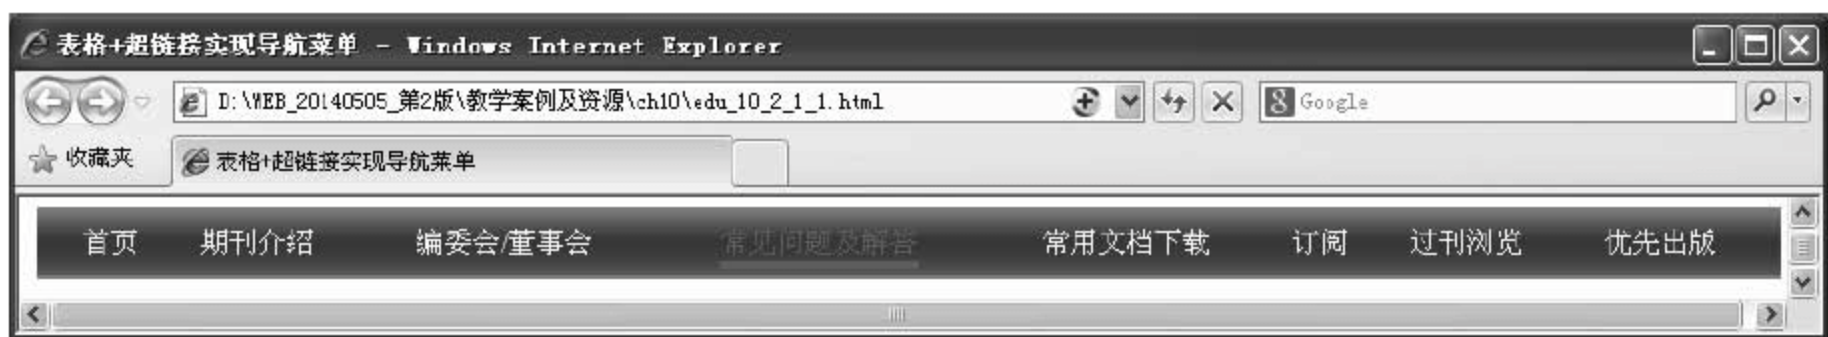 表格+超链接实现导航菜单 - Windows Internet Explorer
D:\WEB_20140505_第2版\教学案例及资源\ch10\edu_10_2_1_1.html Google
收藏夹 表格+超链接实现导航菜单
首页 期刊介绍 编委会/董事会 常见问题及解答 常用文档下载 订阅 过刊浏览 优先出版